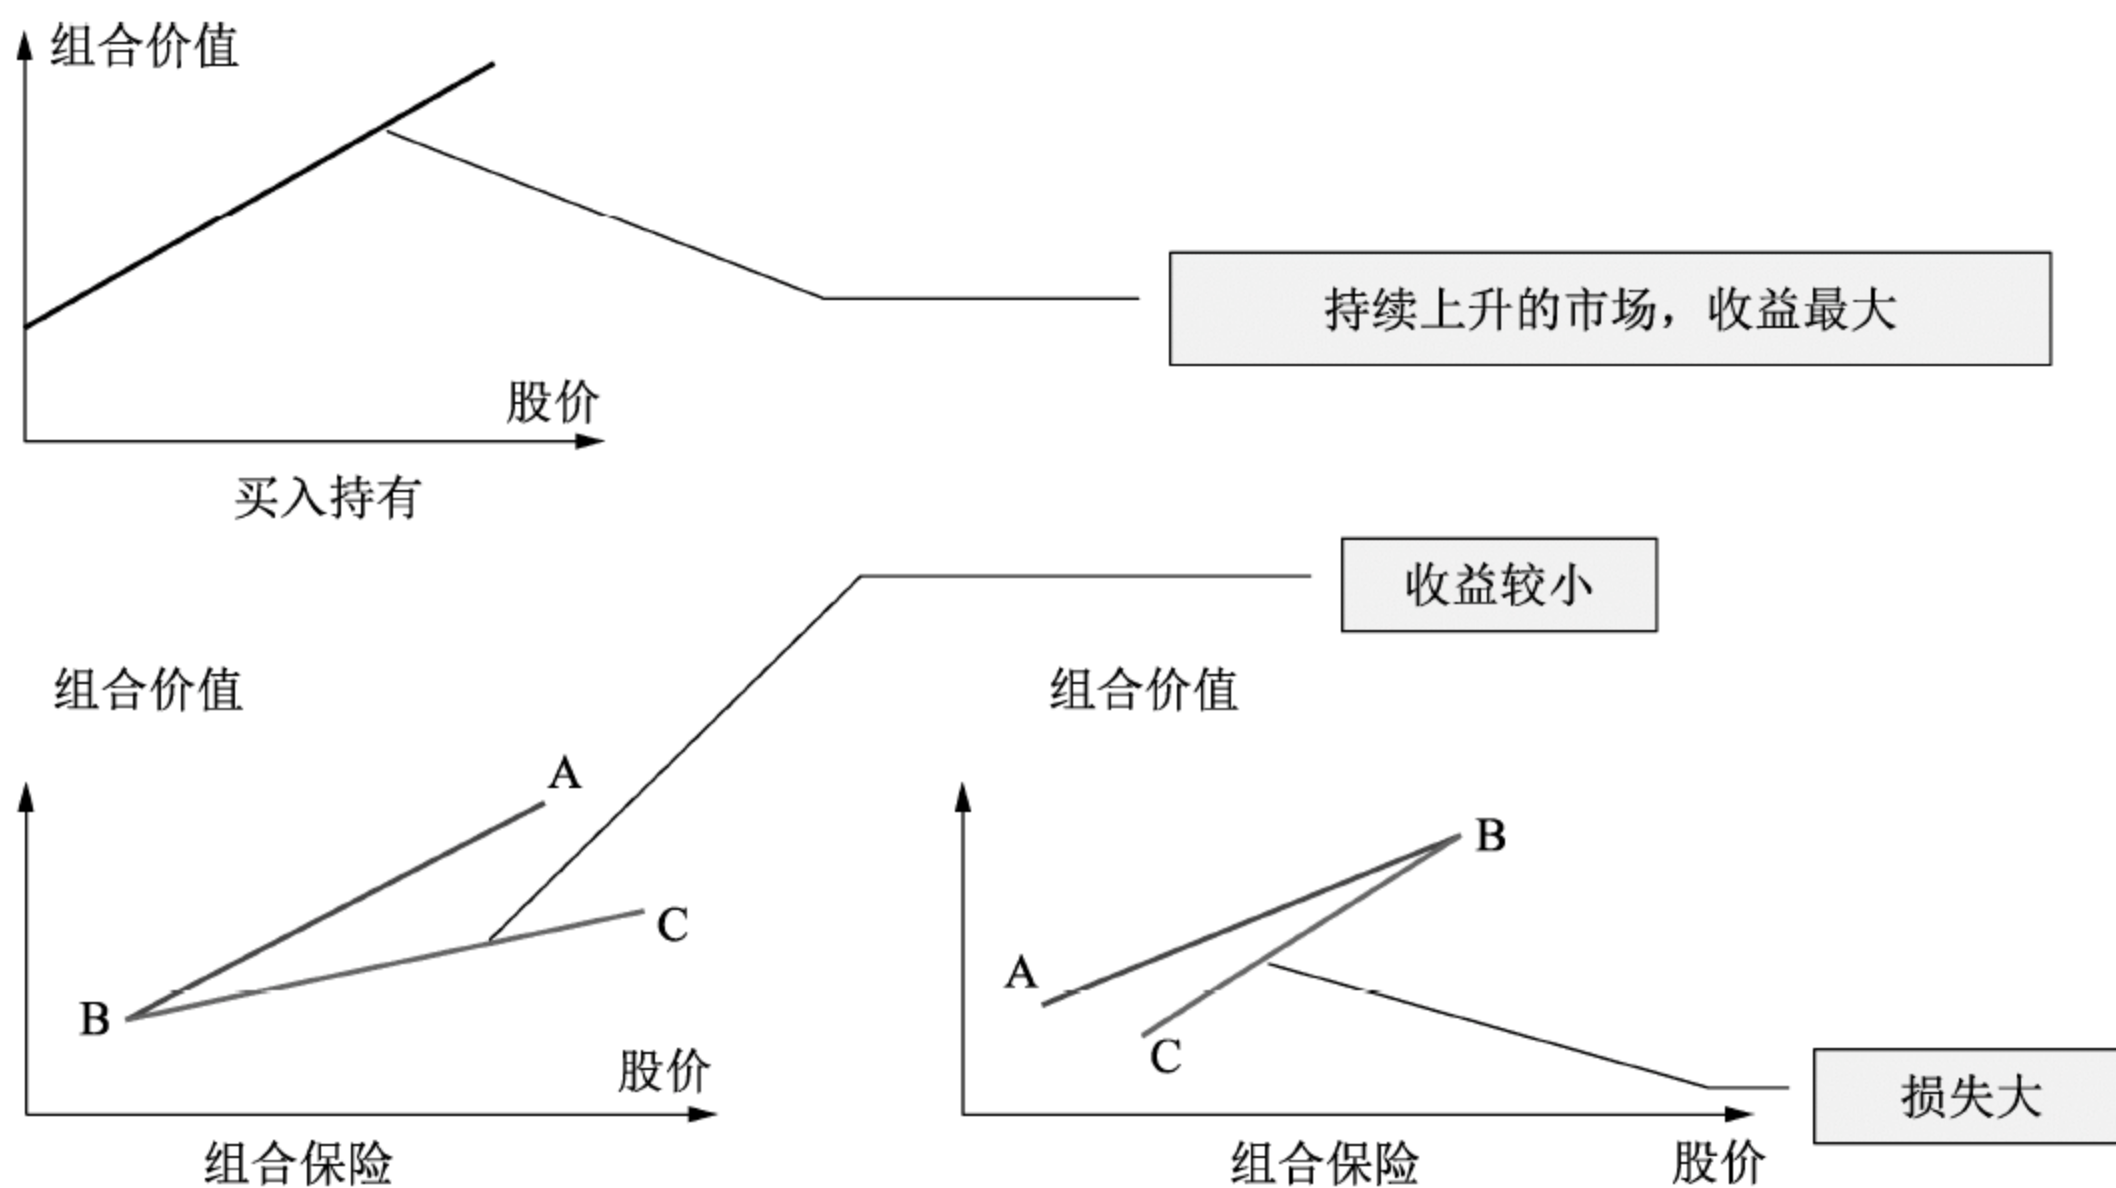 组合价值
持续上升的市场，收益最大
股价
买入持有
收益较小
组合价值
组合价值
A
B
C
股价
组合保险
B
A
C
损失大
组合保险
股价